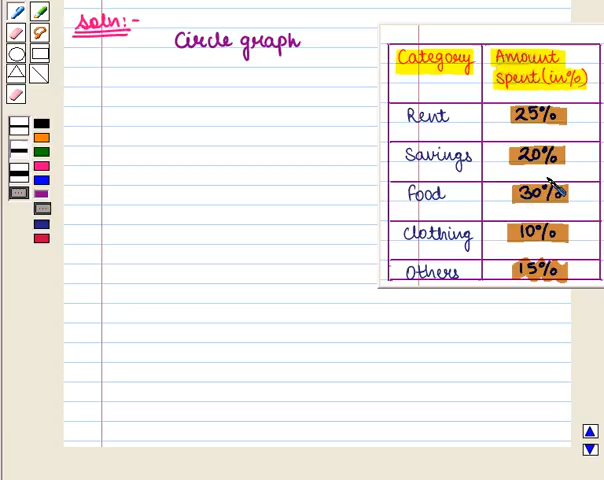 Soln:-
Circle graph
Category Amount spent (in %)
Rent 25%
Savings 20%
Food 30%
Clothing 10%
Others 15%